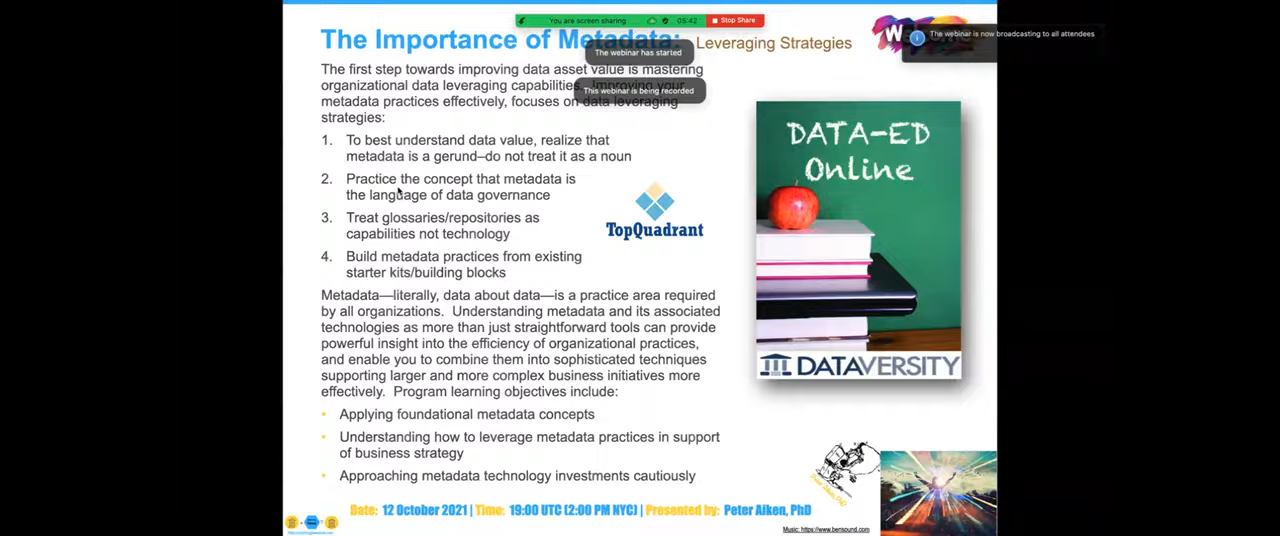 You are screen sharing
05:42
Stop Share
The Importance of Metadata:
Leveraging Strategies
The webinar has started
This webinar is being recorded
The webinar is now broadcasting to all attendees
The first step towards improving data asset value is mastering
organizational data leveraging capabilities. Improving your
metadata practices effectively, focuses on data leveraging
strategies:
1. To best understand data value, realize that
metadata is a gerund–do not treat it as a noun
2. Practice the concept that metadata is
the language of data governance
3. Treat glossaries/repositories as
capabilities not technology
4. Build metadata practices from existing
starter kits/building blocks
TopQuadrant
Metadata—literally, data about data—is a practice area required
by all organizations. Understanding metadata and its associated
technologies as more than just straightforward tools can provide
powerful insight into the efficiency of organizational practices,
and enable you to combine them into sophisticated techniques
supporting larger and more complex business initiatives more
effectively. Program learning objectives include:
• Applying foundational metadata concepts
• Understanding how to leverage metadata practices in support
of business strategy
• Approaching metadata technology investments cautiously
DATA-ED
Online
DATAVERSITY
Peter Aiken, PhD
Date: 12 October 2021 | Time: 19:00 UTC (2:00 PM NYC) | Presented by: Peter Aiken, PhD
Music: https://www.bensound.com